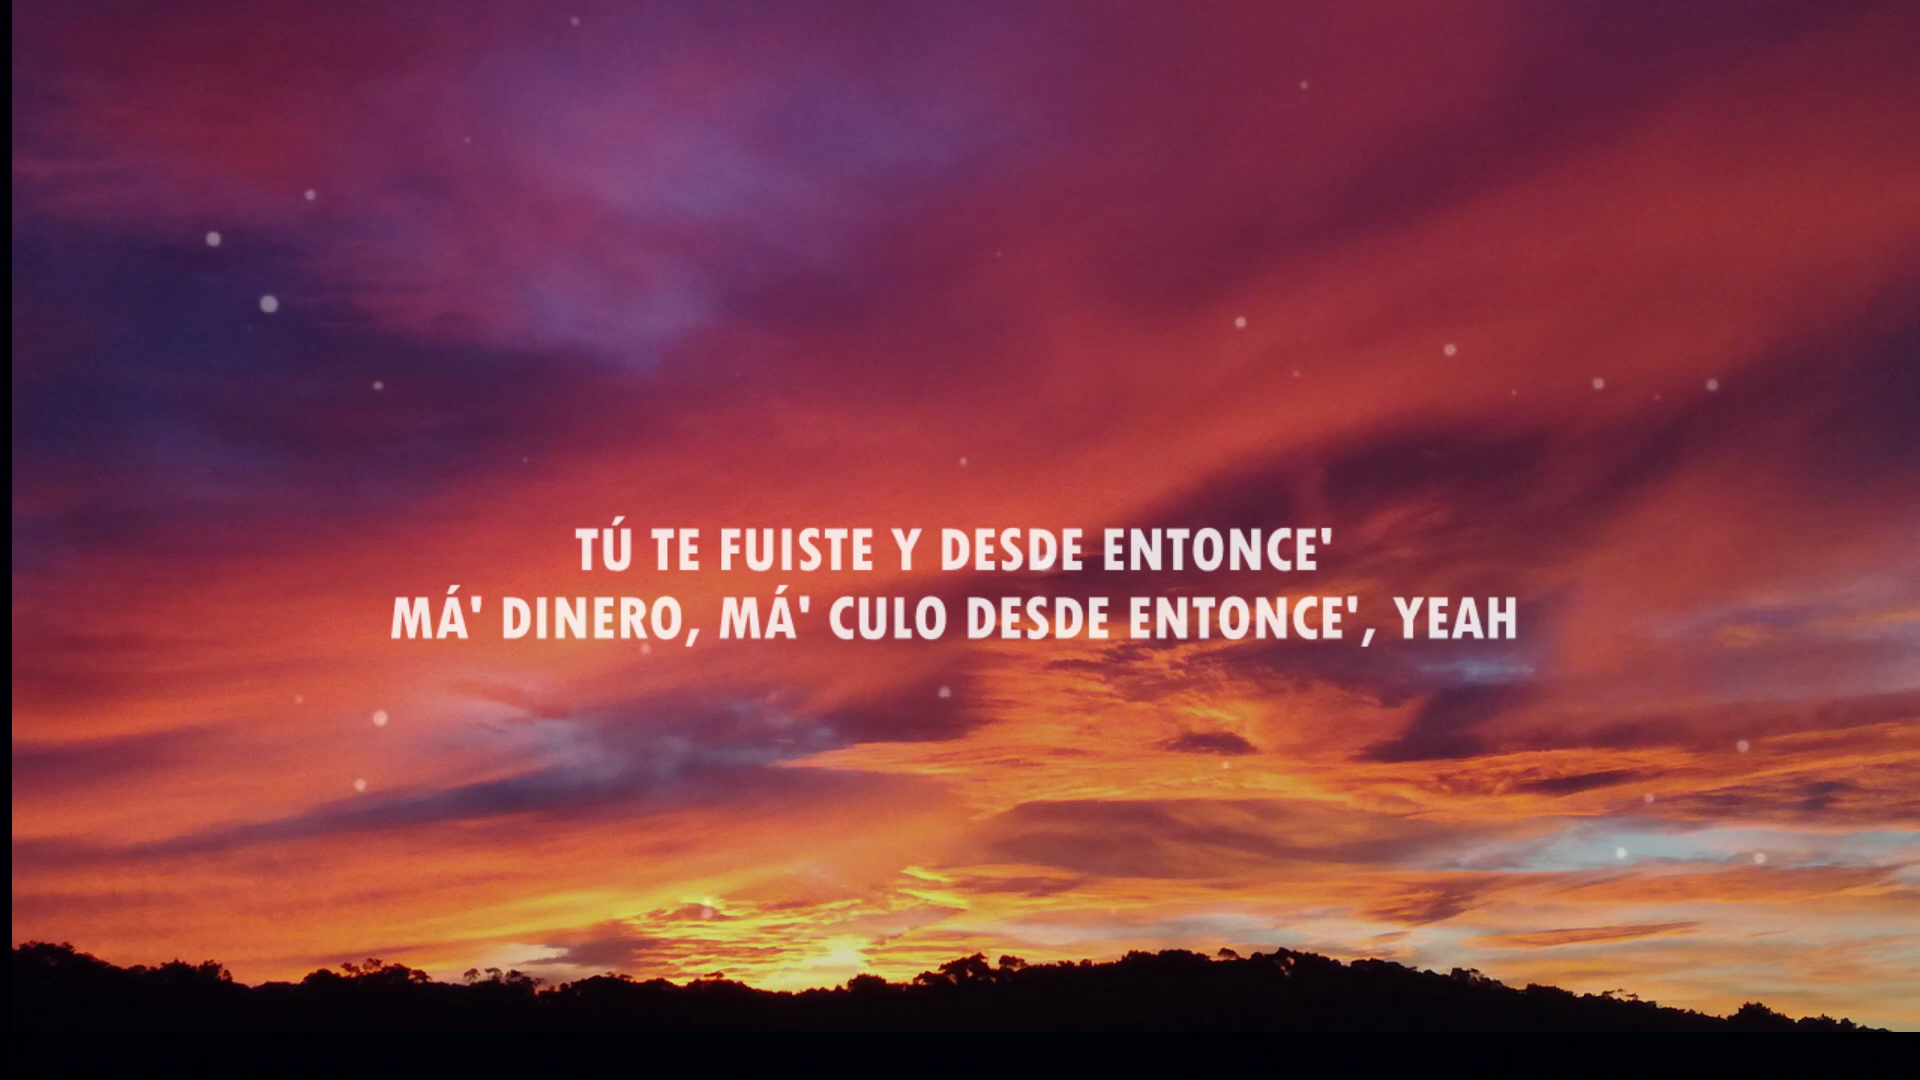 TÚ TE FUISTE Y DESDE ENTONCE'
MÁ' DINERO, MÁ' CULO DESDE ENTONCE', YEAH